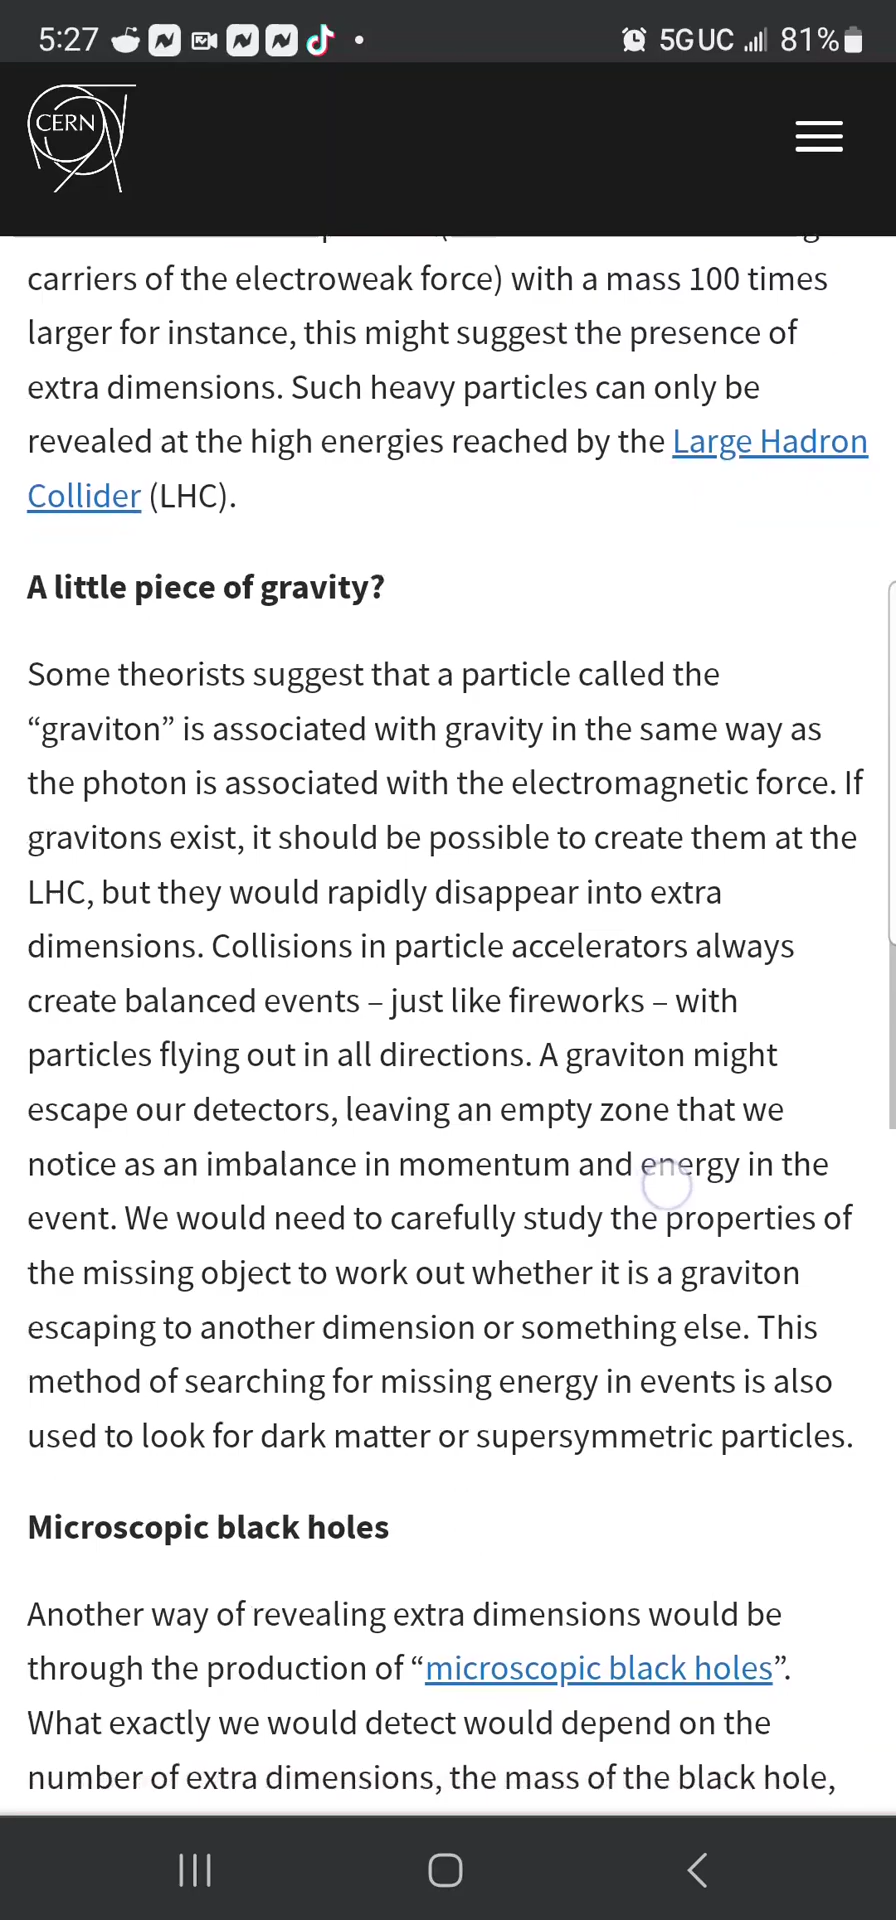 5:27
5G UC 81%
CERN
carriers of the electroweak force) with a mass 100 times
larger for instance, this might suggest the presence of
extra dimensions. Such heavy particles can only be
revealed at the high energies reached by the Large Hadron
Collider (LHC).
A little piece of gravity?
Some theorists suggest that a particle called the
“graviton” is associated with gravity in the same way as
the photon is associated with the electromagnetic force. If
gravitons exist, it should be possible to create them at the
LHC, but they would rapidly disappear into extra
dimensions. Collisions in particle accelerators always
create balanced events – just like fireworks – with
particles flying out in all directions. A graviton might
escape our detectors, leaving an empty zone that we
notice as an imbalance in momentum and energy in the
event. We would need to carefully study the properties of
the missing object to work out whether it is a graviton
escaping to another dimension or something else. This
method of searching for missing energy in events is also
used to look for dark matter or supersymmetric particles.
Microscopic black holes
Another way of revealing extra dimensions would be
through the production of “microscopic black holes”.
What exactly we would detect would depend on the
number of extra dimensions, the mass of the black hole,